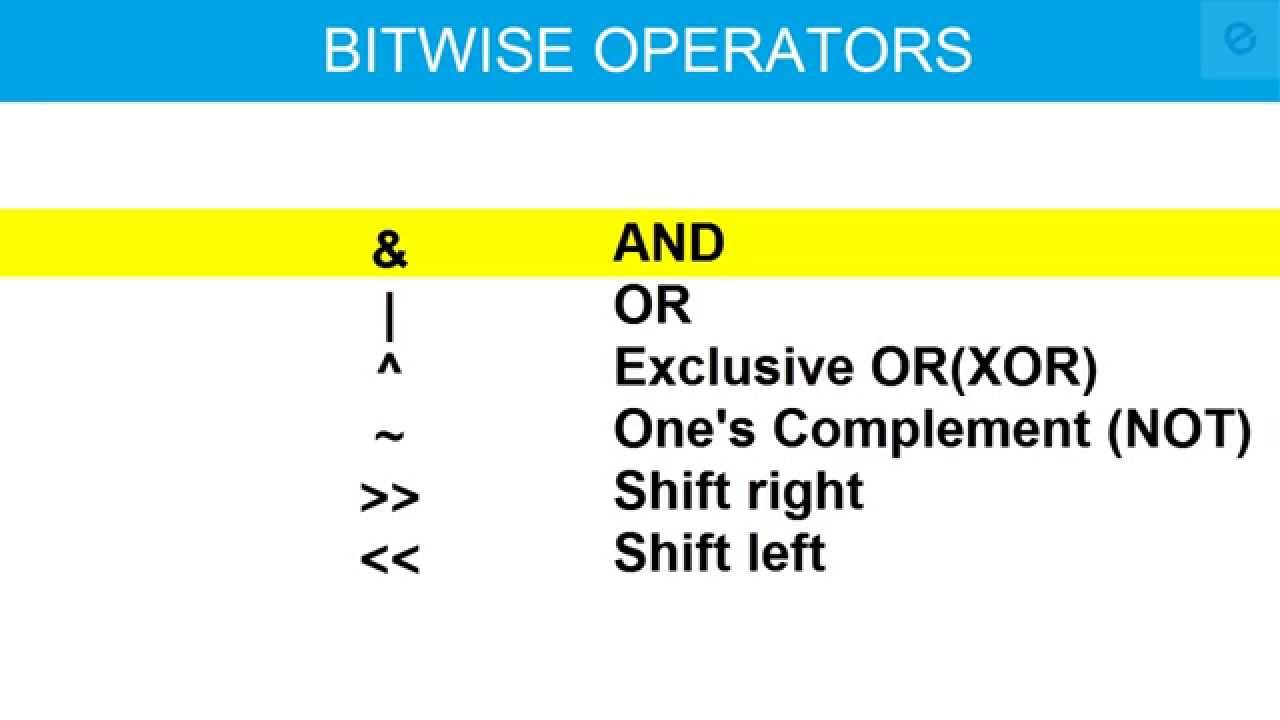 BITWISE OPERATORS
& AND
| OR
^ Exclusive OR(XOR)
~ One's Complement (NOT)
>> Shift right
<< Shift left